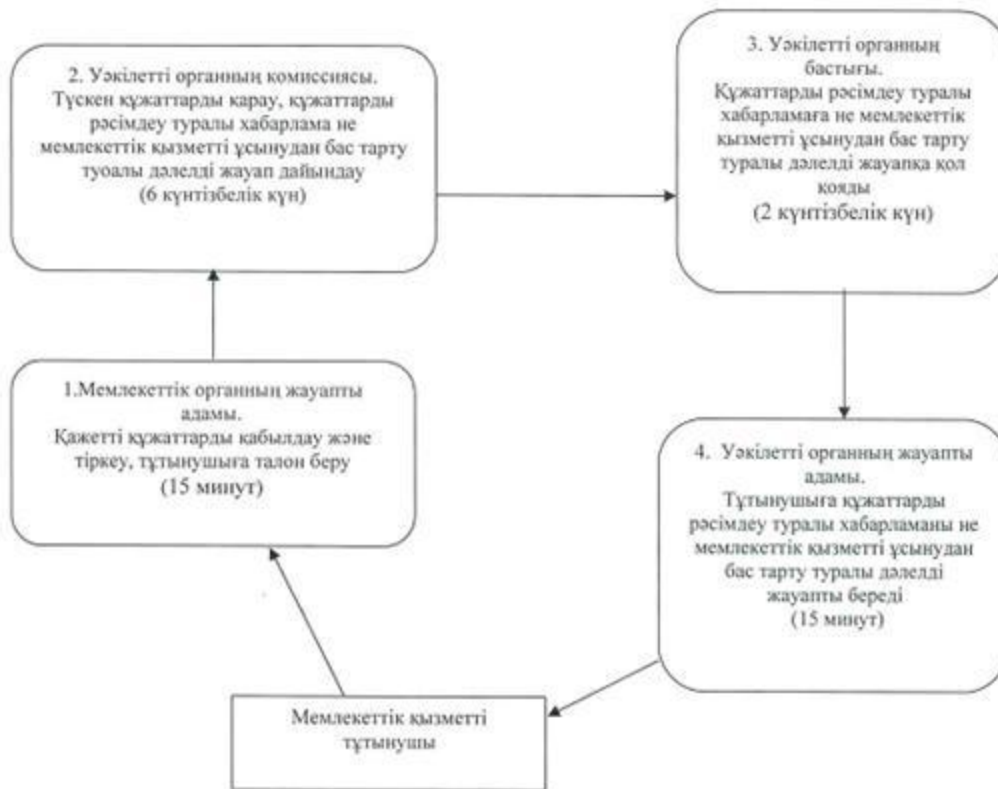 2. Уәкілетті органның комиссиясы.
Түскен құжаттарды қарау, құжаттарды
рәсімдеу туралы хабарлама не
мемлекеттік қызметті ұсынудан бас тарту
туоалы дәлелді жауап дайындау
(6 күнтізбелік күн)
3. Уәкілетті органның
бастығы.
Құжаттарды рәсімдеу туралы
хабарламаға не мемлекеттік
қызметті ұсынудан бас тарту
туралы дәлелді жауапқа қол
қояды
(2 күнтізбелік күн)
1.Мемлекеттік органның жауапты
адамы.
Қажетті құжаттарды қабылдау және
тіркеу, тұтынушыға талон беру
(15 минут)
4. Уәкілетті органның жауапты
адамы.
Тұтынушыға құжаттарды
рәсімдеу туралы хабарламаны не
мемлекеттік қызметті ұсынудан
бас тарту туралы дәлелді
жауапты береді
(15 минут)
Мемлекеттік қызметті
тұтынушы